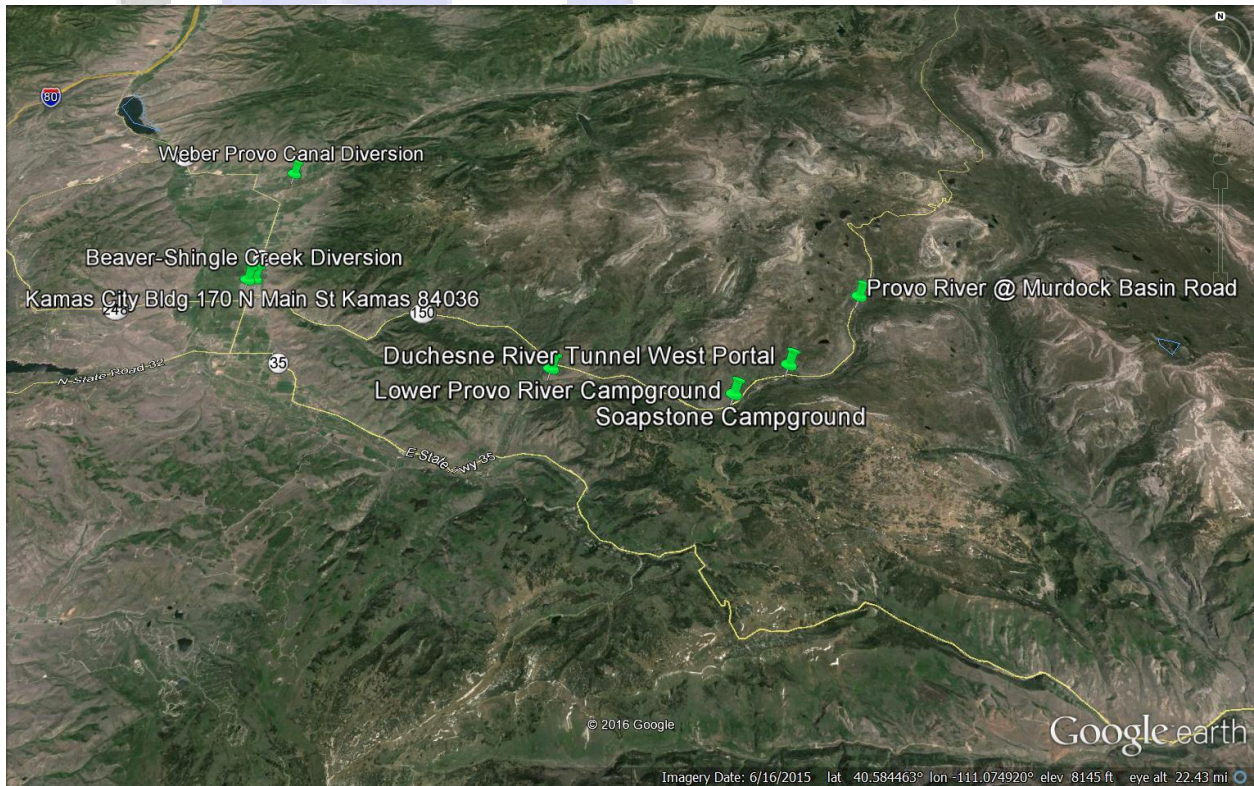 N
80
Weber Provo Canal Diversion
Beaver-Shingle Creek Diversion
Kamas City Bldg 170 N Main St Kamas 84036
248
150
Provo River @ Murdock Basin Road
Duchesne River Tunnel West Portal
N State Road 32
35
Lower Provo River Campground
Soapstone Campground
E State Hwy 35
© 2016 Google
Google earth
Imagery Date: 6/16/2015 lat 40.584463° lon -111.074920° elev 8145 ft eye alt 22.43 mi